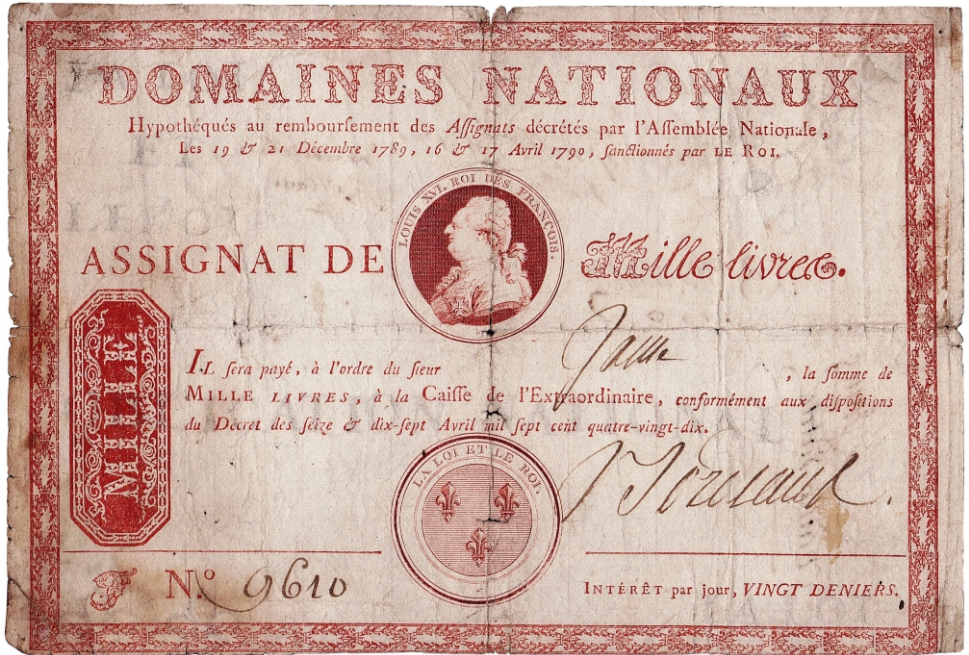 DOMAINES NATIONAUX
Hypothéqués au rembourſement des Aſſignats décrétés par l'Aſſemblée Nationale,
Les 19 & 21 Décembre 1789, 16 & 17 Avril 1790, ſanctionnés par LE ROI.
LOUIS XVI. ROI DES FRANÇOIS.
ASSIGNAT DE Mille livres.
MILLE
IL ſera payé, à l'ordre du ſieur , la ſomme de
MILLE LIVRES, à la Caiſſe de l'Extraordinaire, conformément aux diſpoſitions
du Décret des ſeize & dix-ſept Avril mil ſept cent quatre-vingt-dix.
LA LOI ET LE ROI.
N.º 9610
INTÉRÊT par jour, VINGT DENIERS.